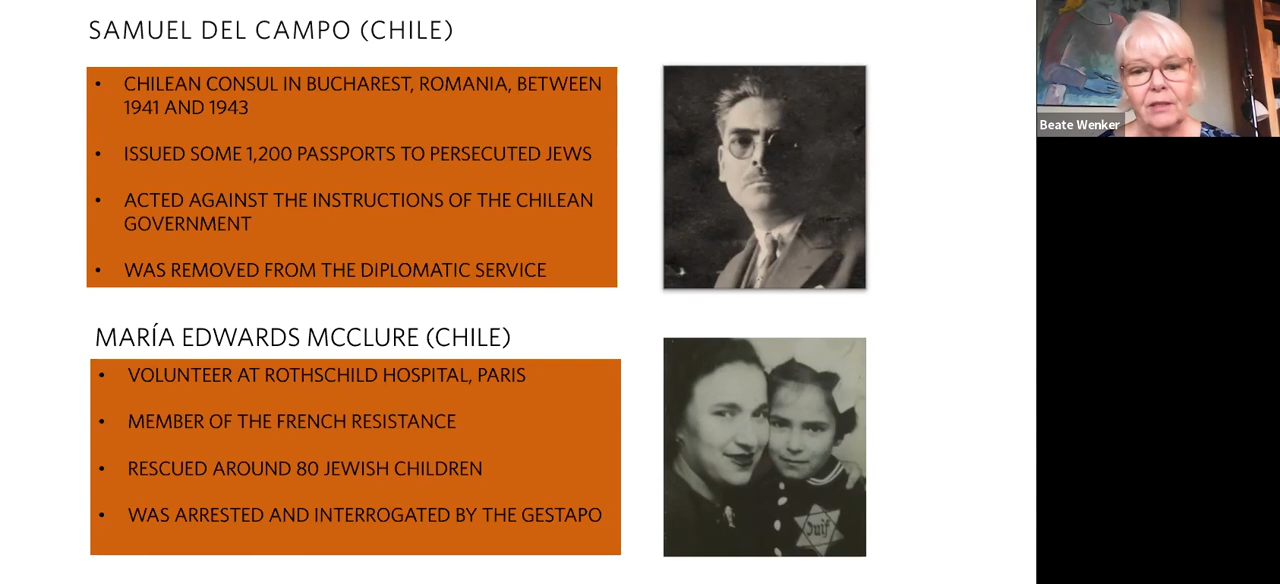 SAMUEL DEL CAMPO (CHILE)
• CHILEAN CONSUL IN BUCHAREST, ROMANIA, BETWEEN
1941 AND 1943
• ISSUED SOME 1,200 PASSPORTS TO PERSECUTED JEWS
• ACTED AGAINST THE INSTRUCTIONS OF THE CHILEAN
GOVERNMENT
• WAS REMOVED FROM THE DIPLOMATIC SERVICE
MARÍA EDWARDS MCCLURE (CHILE)
• VOLUNTEER AT ROTHSCHILD HOSPITAL, PARIS
• MEMBER OF THE FRENCH RESISTANCE
• RESCUED AROUND 80 JEWISH CHILDREN
• WAS ARRESTED AND INTERROGATED BY THE GESTAPO
Juif
Beate Wenker